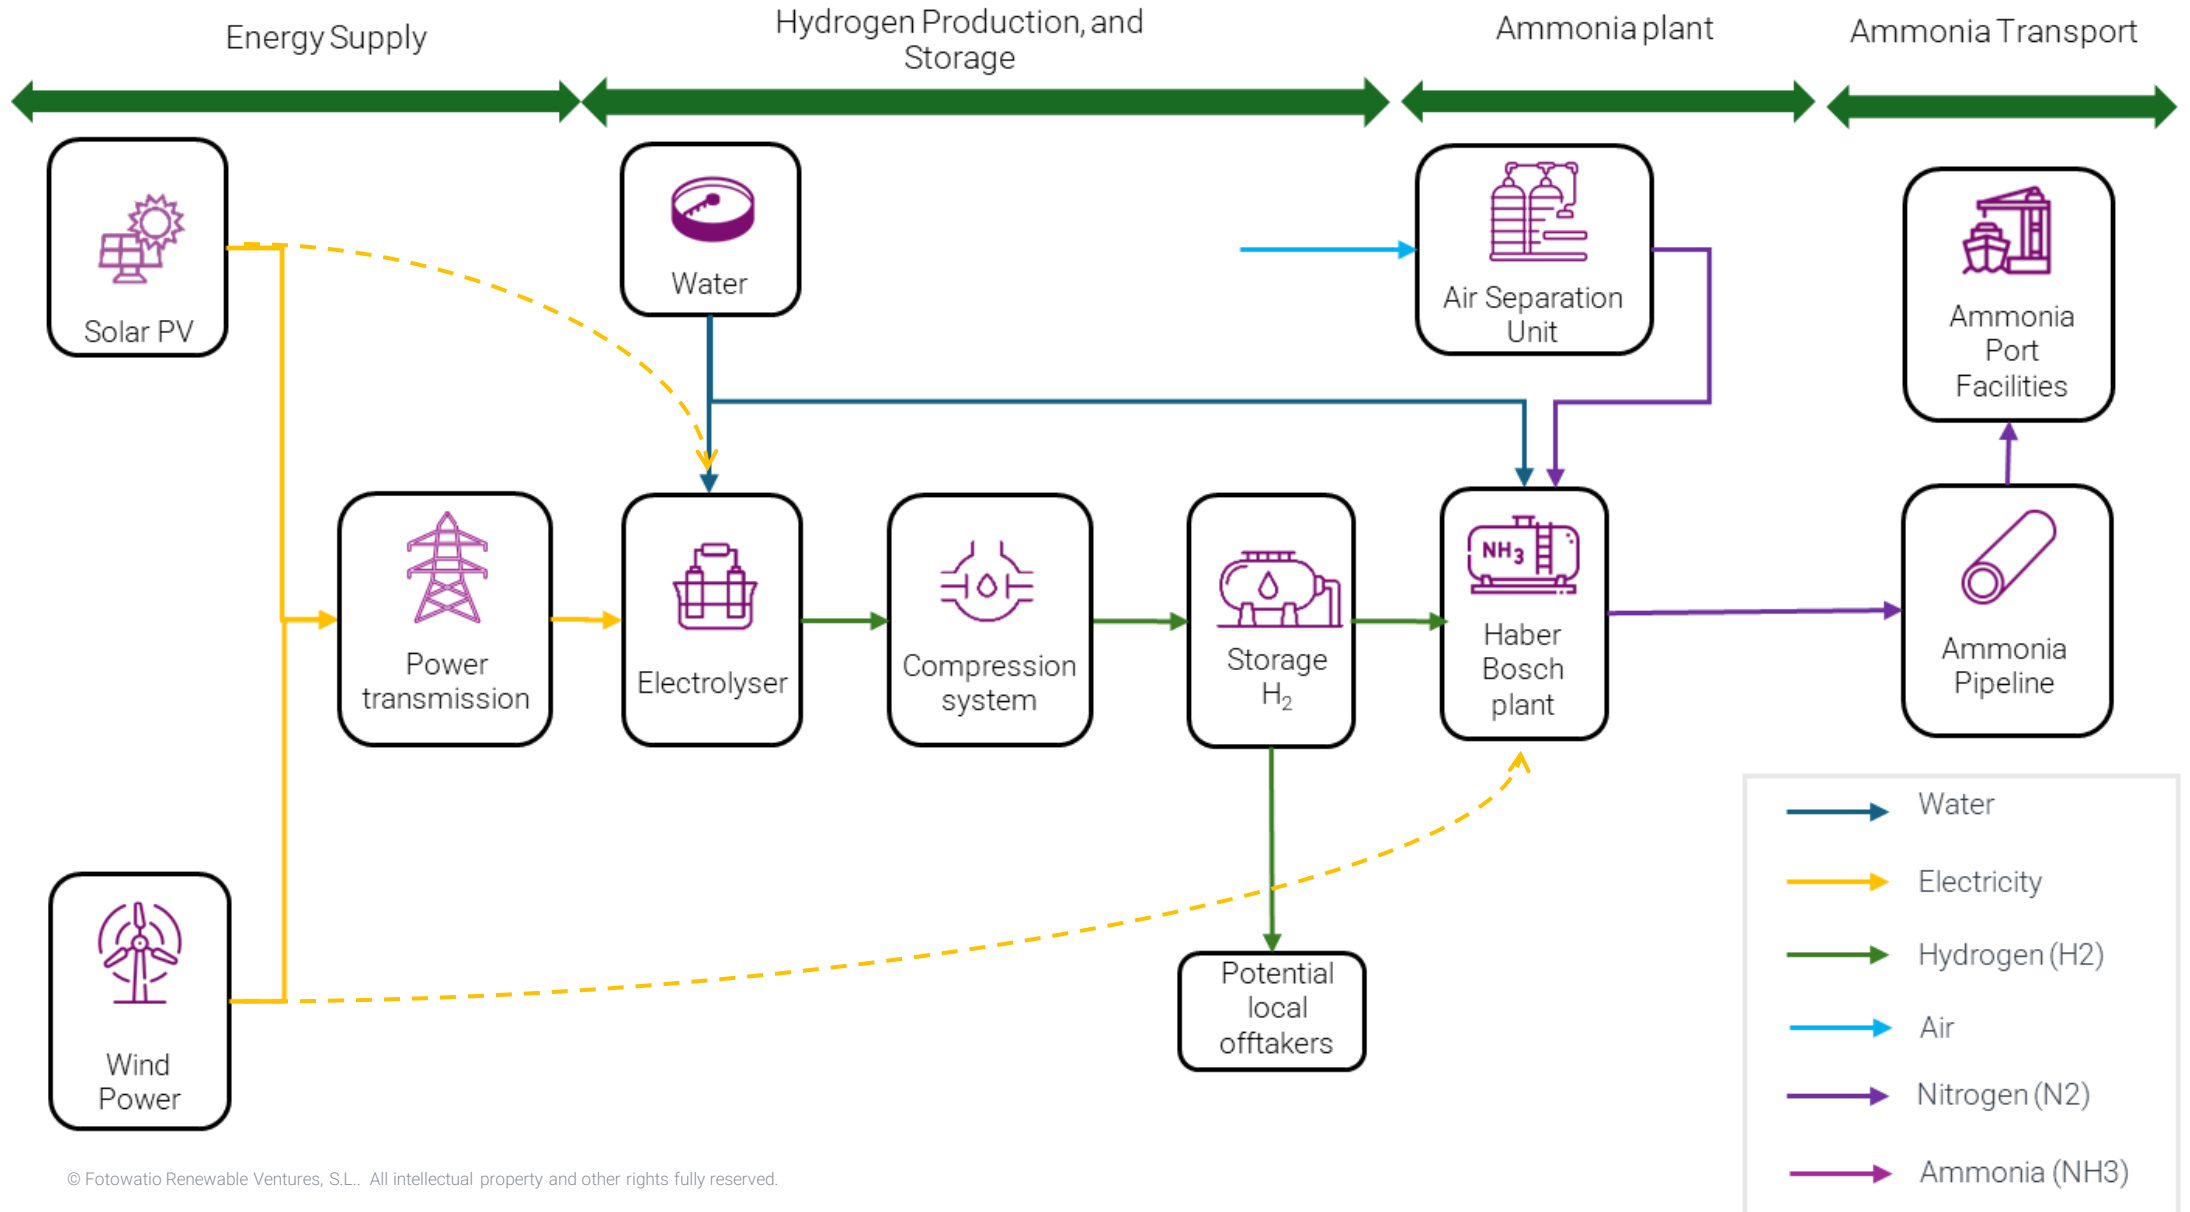 Energy Supply
Hydrogen Production, and
Storage
Ammonia plant
Ammonia Transport
Solar PV
Water
Air Separation
Unit
Ammonia
Port
Facilities
Power
transmission
Electrolyser
Compression
system
Storage
H₂
NH₃
Haber
Bosch
plant
Ammonia
Pipeline
Wind
Power
Potential
local
offtakers
Water
Electricity
Hydrogen (H2)
Air
Nitrogen (N2)
Ammonia (NH3)
© Fotowatio Renewable Ventures, S.L.. All intellectual property and other rights fully reserved.